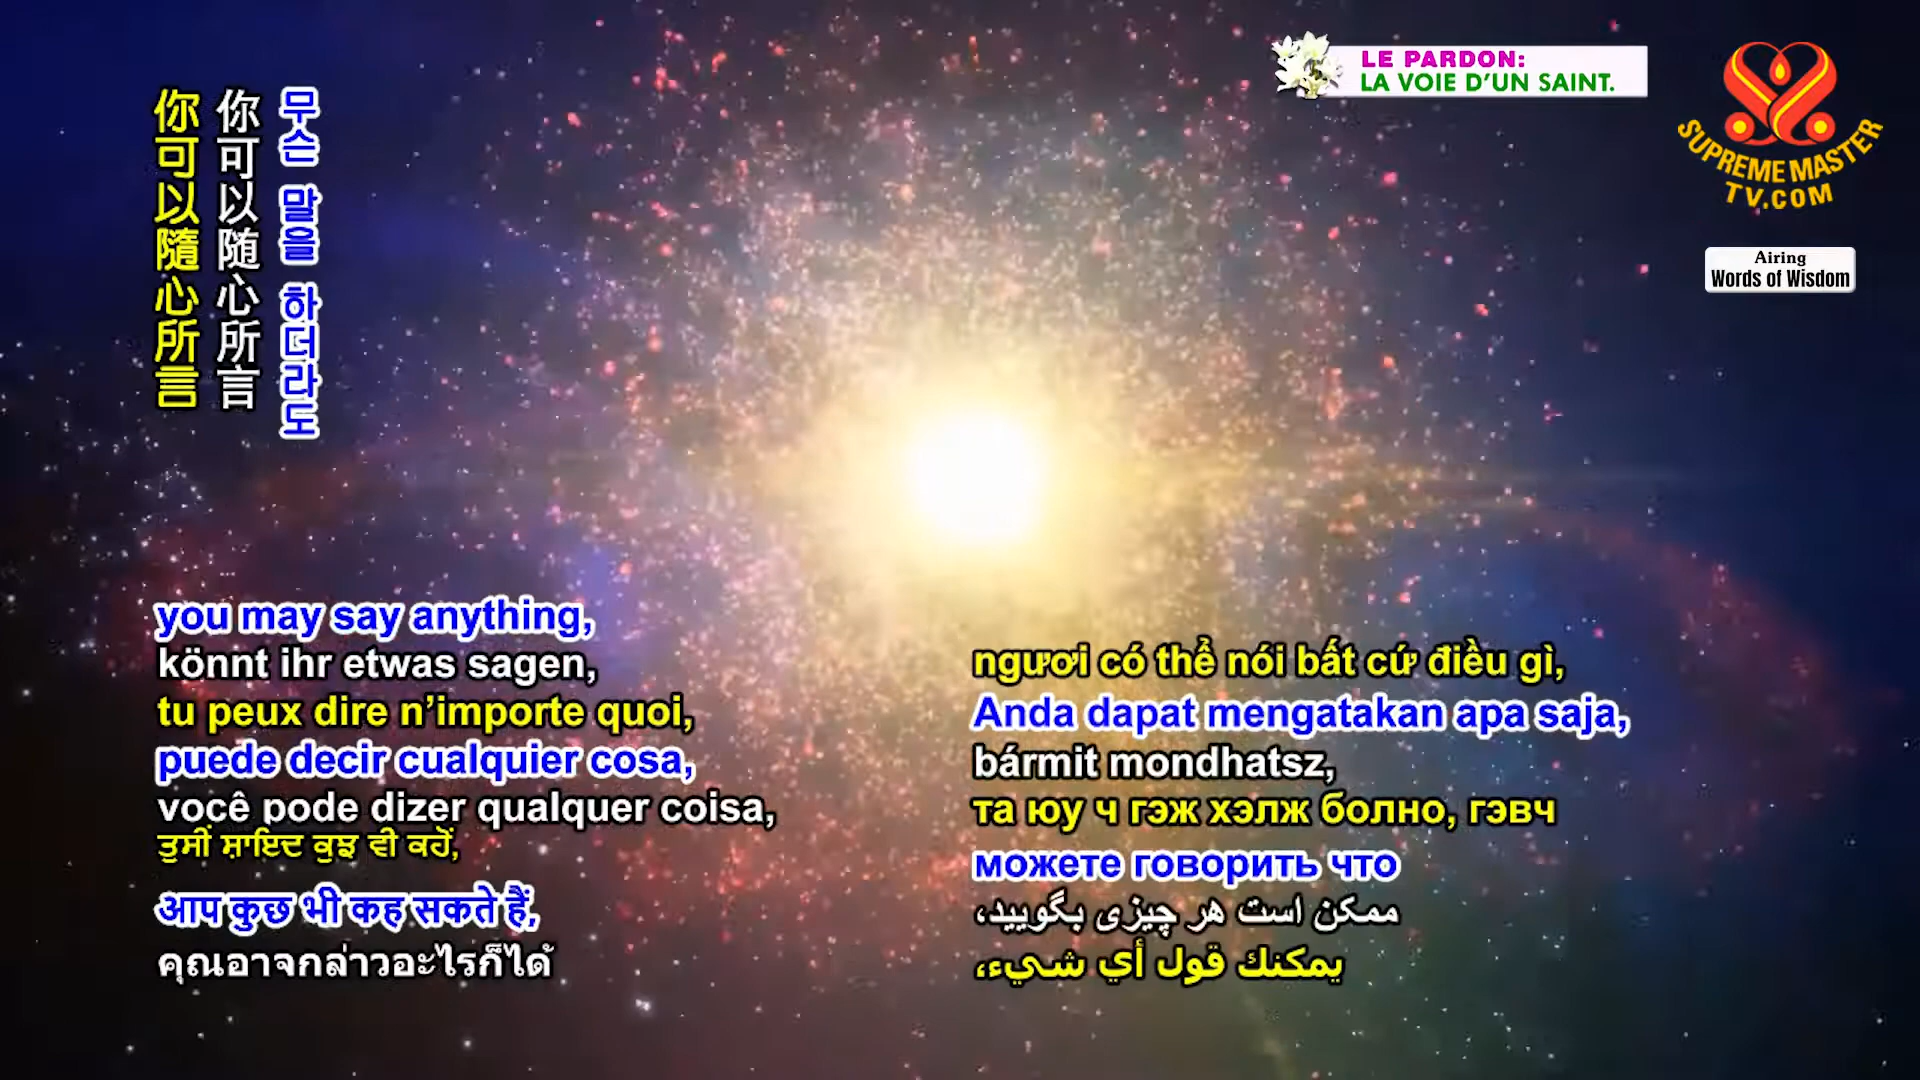 你可以隨心所言
你可以随心所言
무슨 말을 하더라도
LE PARDON:
LA VOIE D'UN SAINT.
SUPREME MASTER
TV.COM
Airing
Words of Wisdom
you may say anything,
könnt ihr etwas sagen,
tu peux dire n'importe quoi,
puede decir cualquier cosa,
você pode dizer qualquer coisa,
ਤੁਸੀਂ ਸ਼ਾਇਦ ਕੁਝ ਵੀ ਕਹੋਂ,
आप कुछ भी कह सकते हैं,
คุณอาจกล่าวอะไรก็ได้
ngươi có thể nói bất cứ điều gì,
Anda dapat mengatakan apa saja,
bármit mondhatsz,
та юу ч гэж хэлж болно, гэвч
можете говорить что
ممکن است هر چیزی بگویید،
يمكنك قول أي شيء،